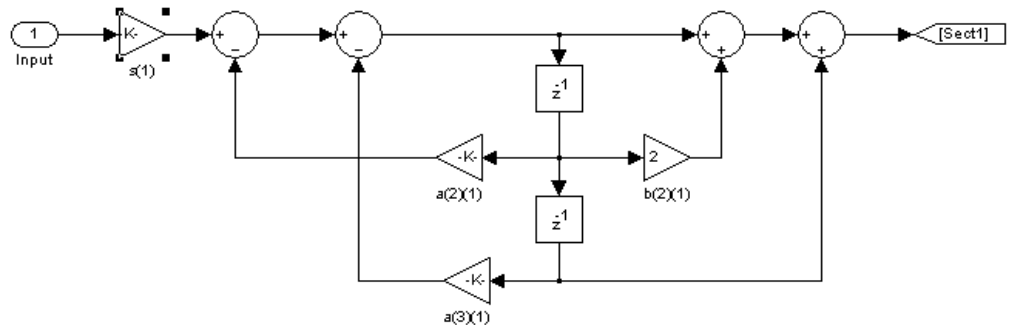 1
Input
K-
s(1)
+
−
+
−
+
+
+
+
[Sect1]
z-1
-K-
a(2)(1)
2
b(2)(1)
z-1
-K-
a(3)(1)